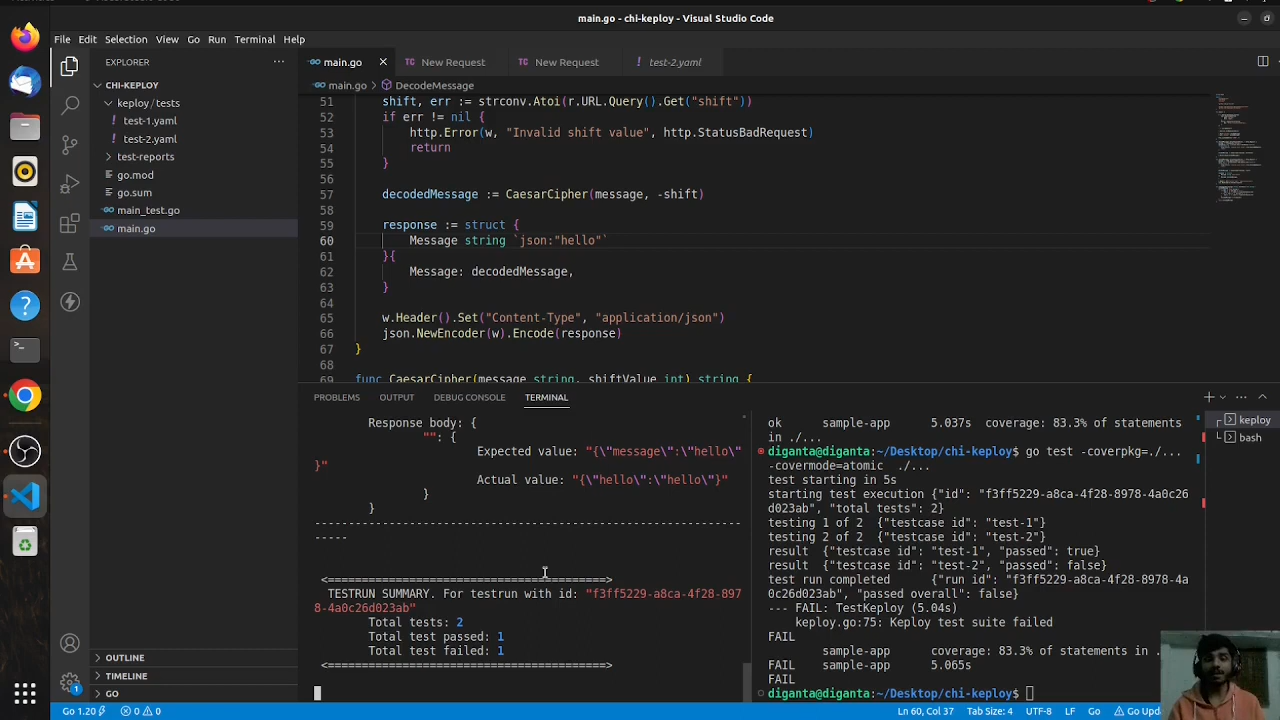 main.go - chi-keploy - Visual Studio Code
File Edit Selection View Go Run Terminal Help
EXPLORER
CHI-KEPLOY
keploy/tests
test-1.yaml
test-2.yaml
test-reports
go.mod
go.sum
main_test.go
main.go
OUTLINE
TIMELINE
GO
main.go New Request New Request test-2.yaml
main.go > DecodeMessage
51 shift, err := strconv.Atoi(r.URL.Query().Get("shift"))
52 if err != nil {
53 http.Error(w, "Invalid shift value", http.StatusBadRequest)
54 return
55 }
56
57 decodedMessage := CaesarCipher(message, -shift)
58
59 response := struct {
60 Message string `json:"hello"`
61 }{
62 Message: decodedMessage,
63 }
64
65 w.Header().Set("Content-Type", "application/json")
66 json.NewEncoder(w).Encode(response)
67 }
68
69 func CaesarCipher(message string, shiftValue int) string {
PROBLEMS OUTPUT DEBUG CONSOLE TERMINAL
Response body: {
"": {
Expected value: "{\"message\":\"hello\"
}"
Actual value: "{\"hello\":\"hello\"}"
}
}
--------------------------------------------------------------
-----
<=========================================>
TESTRUN SUMMARY. For testrun with id: "f3ff5229-a8ca-4f28-897
8-4a0c26d023ab"
Total tests: 2
Total test passed: 1
Total test failed: 1
<=========================================>
ok sample-app 5.037s coverage: 83.3% of statements
in ./...
diganta@diganta:~/Desktop/chi-keploy$ go test -coverpkg=./...
-covermode=atomic ./...
test starting in 5s
starting test execution {"id": "f3ff5229-a8ca-4f28-8978-4a0c26
d023ab", "total tests": 2}
testing 1 of 2 {"testcase id": "test-1"}
testing 2 of 2 {"testcase id": "test-2"}
result {"testcase id": "test-1", "passed": true}
result {"testcase id": "test-2", "passed": false}
test run completed {"run id": "f3ff5229-a8ca-4f28-8978-4a
0c26d023ab", "passed overall": false}
--- FAIL: TestKeploy (5.04s)
keploy.go:75: Keploy test suite failed
FAIL
coverage: 83.3% of statements in .
FAIL sample-app 5.065s
FAIL
diganta@diganta:~/Desktop/chi-keploy$
keploy
bash
1
Go 1.20 0 0 Ln 60, Col 37 Tab Size: 4 UTF-8 LF Go Go Upd